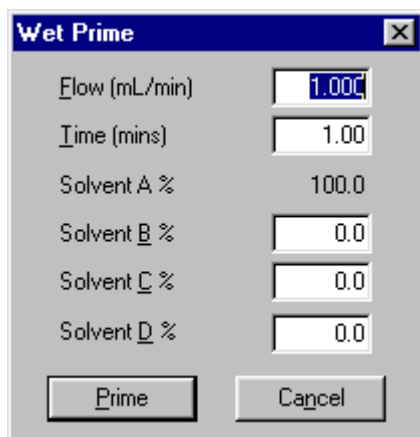 Wet Prime
Flow (mL/min) 1.000
Time (mins) 1.00
Solvent A % 100.0
Solvent B % 0.0
Solvent C % 0.0
Solvent D % 0.0
Prime Cancel